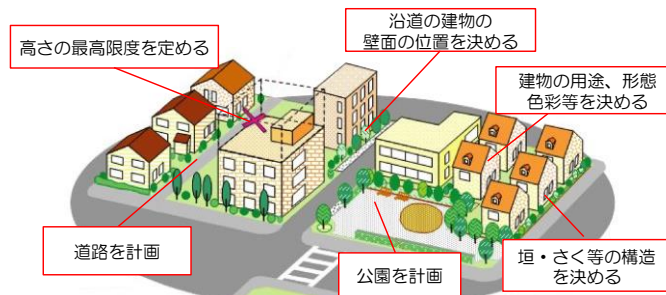 沿道の建物の
壁面の位置を決める
高さの最高限度を定める
建物の用途、形態
色彩等を決める
道路を計画
公園を計画
垣・さく等の構造
を決める